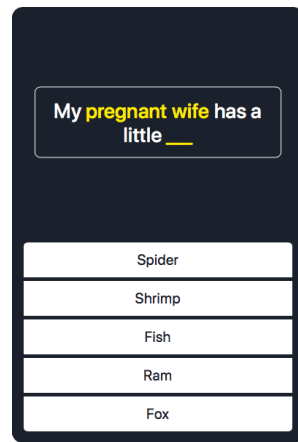 My pregnant wife has a
little ___
Spider
Shrimp
Fish
Ram
Fox